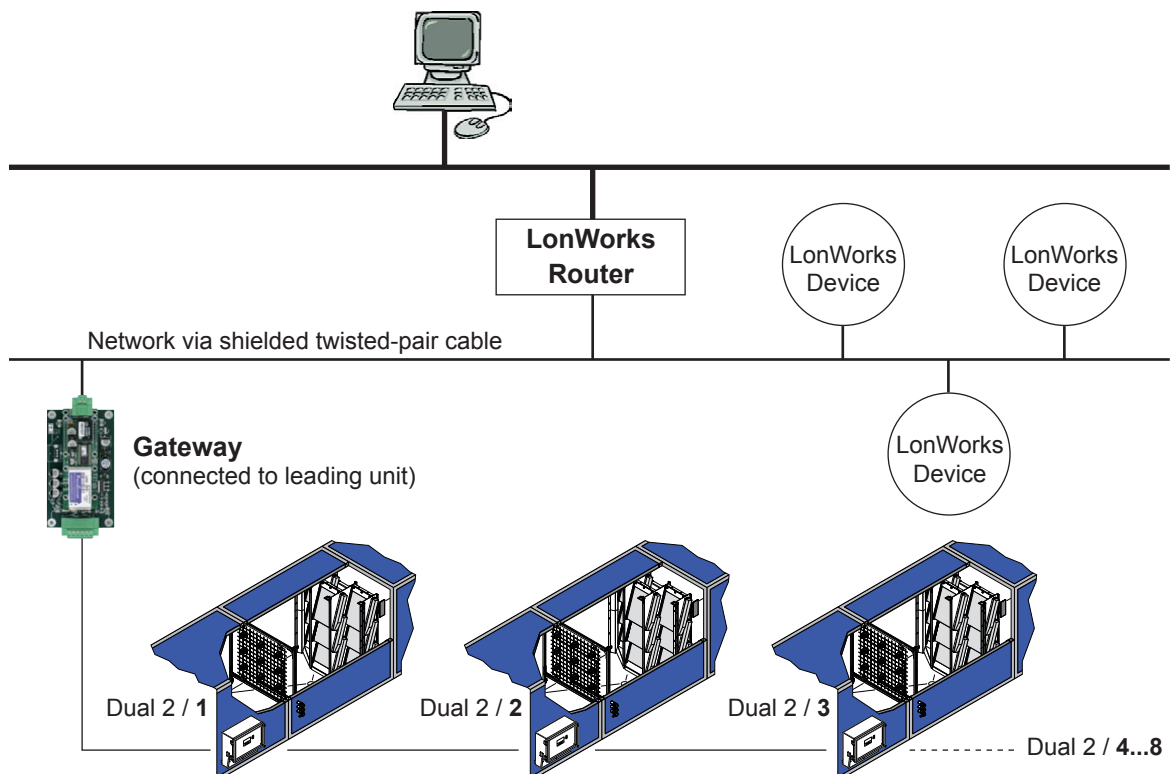 LonWorks
Router
LonWorks
Device
LonWorks
Device
Network via shielded twisted-pair cable
Gateway
(connected to leading unit)
LonWorks
Device
Dual 2 / 1
Dual 2 / 2
Dual 2 / 3
Dual 2 / 4...8